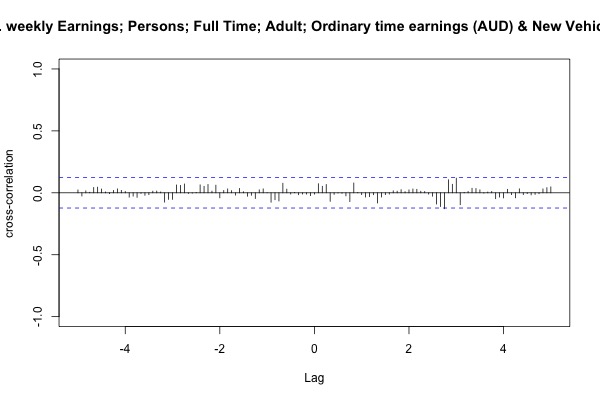 . weekly Earnings; Persons; Full Time; Adult; Ordinary time earnings (AUD) & New Vehic
1.0
0.5
0.0
-0.5
-1.0
cross-correlation
-4 -2 0 2 4
Lag